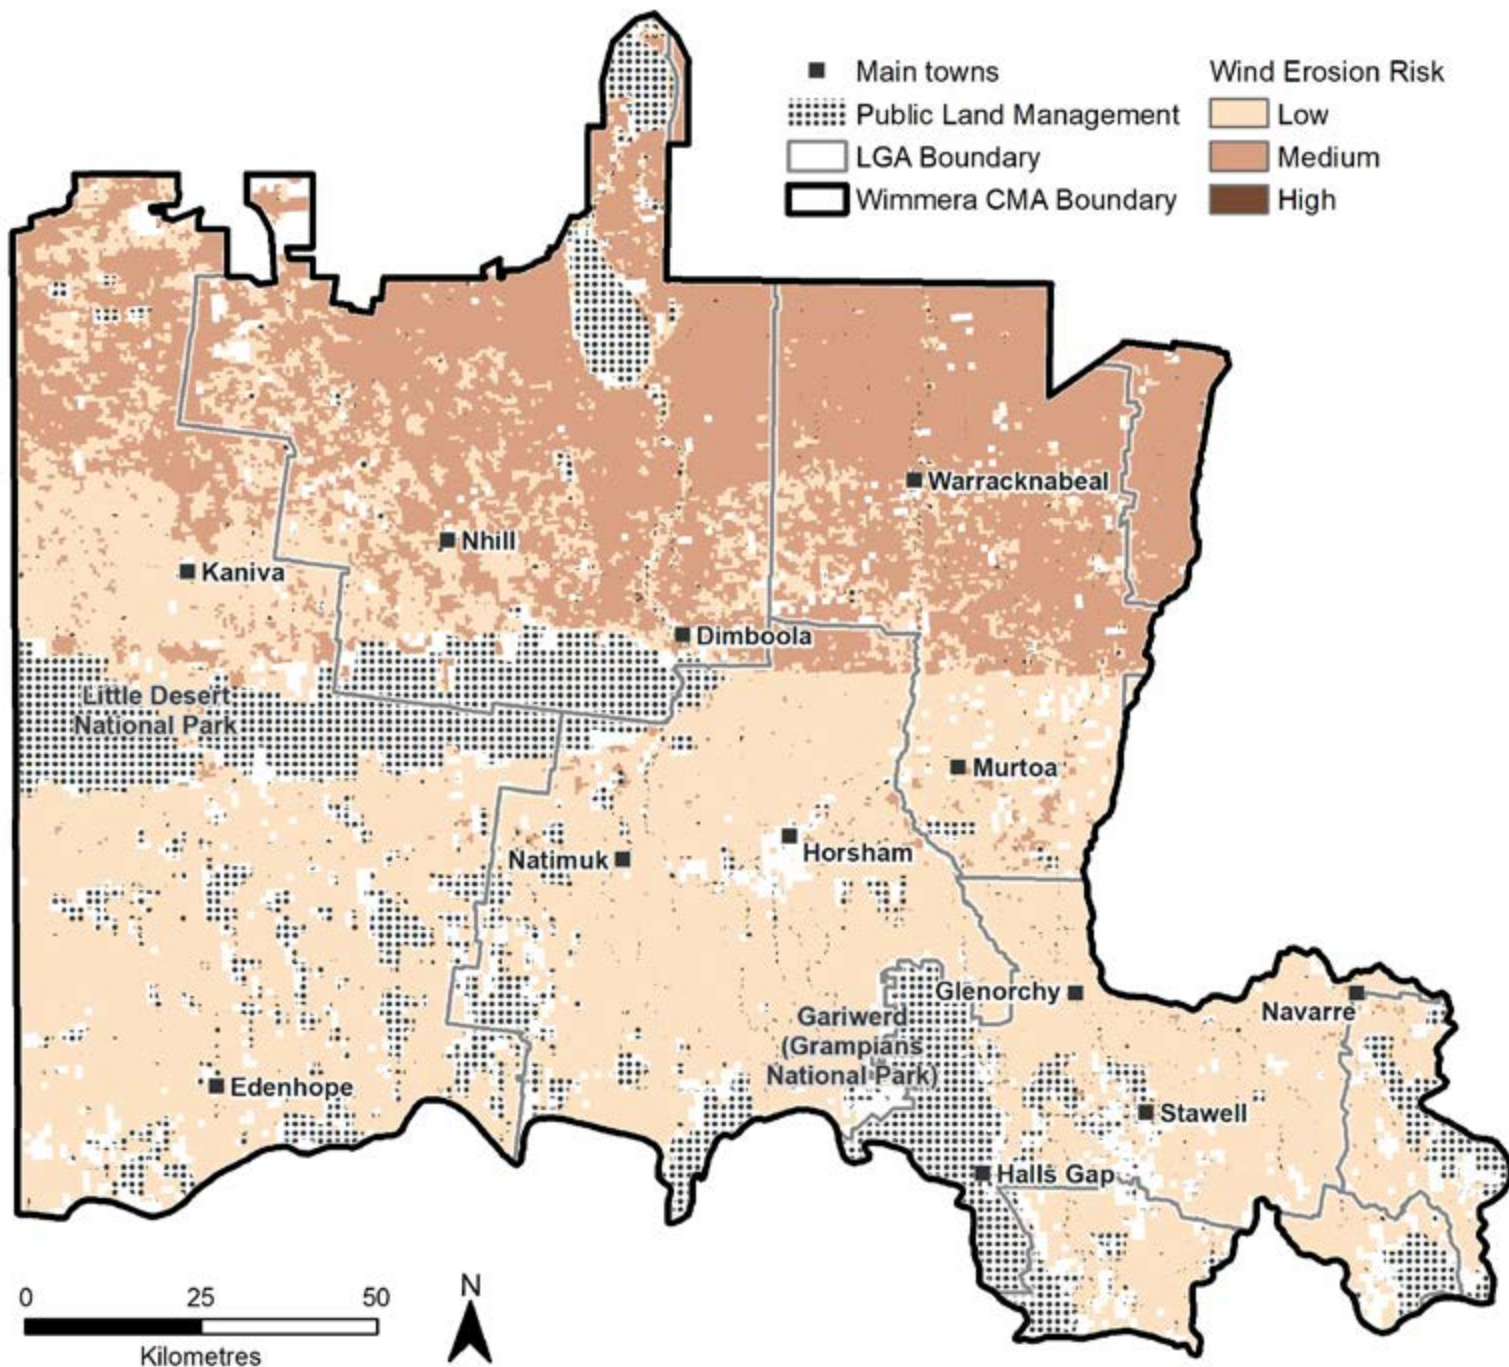 Main towns
Public Land Management
LGA Boundary
Wimmera CMA Boundary
Wind Erosion Risk
Low
Medium
High
Warracknabeal
Nhill
Kaniva
Dimboola
Little Desert
National Park
Murtoa
Horsham
Natimuk
Glenorchy
Navarre
Gariwerd
(Grampians
National Park)
Edenhope
Stawell
Halls Gap
0 25 50
Kilometres
N